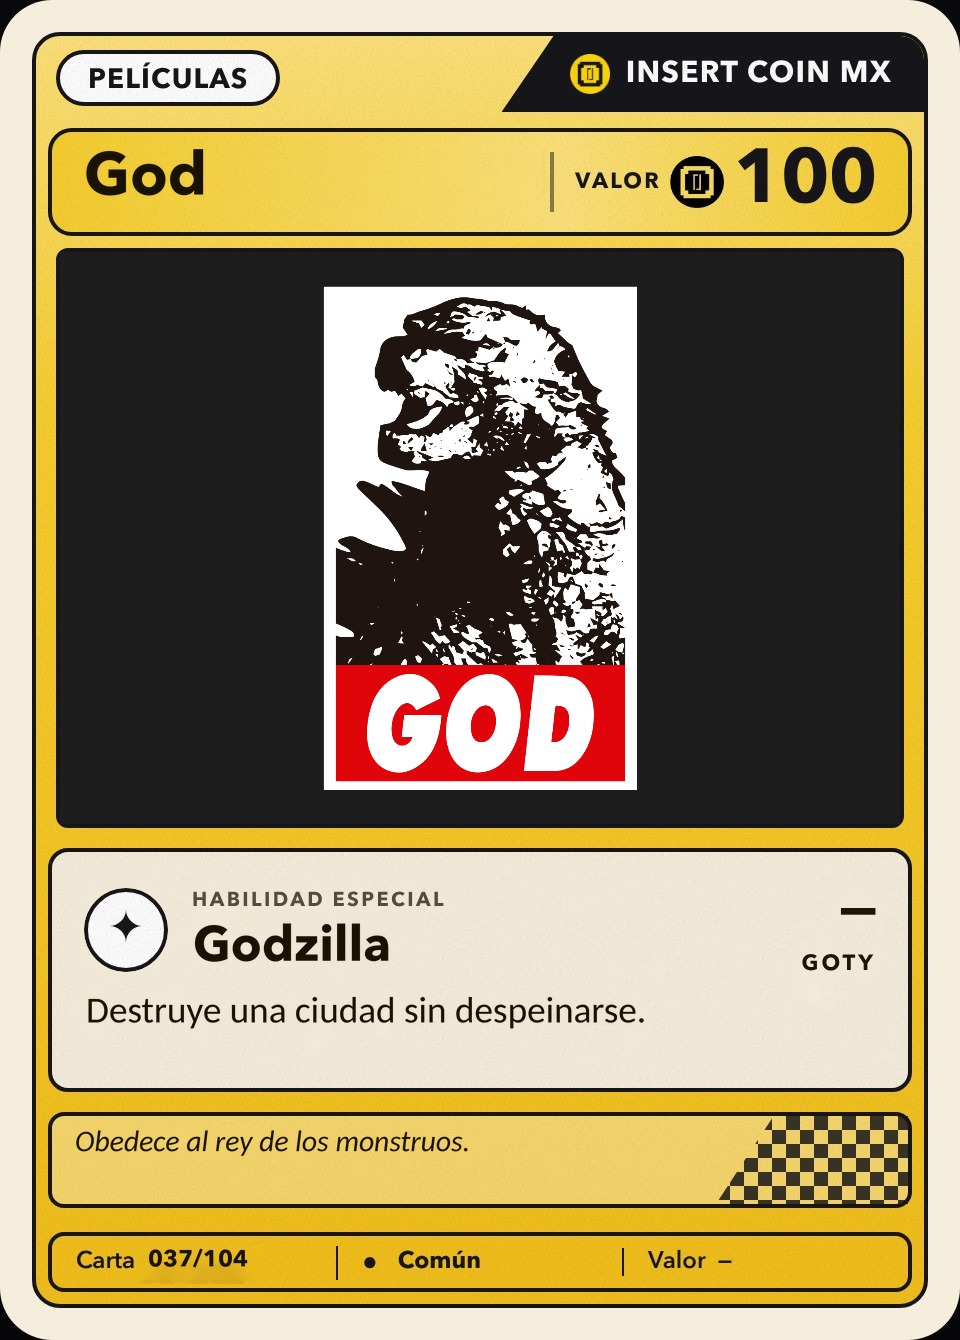 PELÍCULAS
INSERT COIN MX
God
VALOR 100
GOD
HABILIDAD ESPECIAL
Godzilla
–
GOTY
Destruye una ciudad sin despeinarse.
Obedece al rey de los monstruos.
Carta 037/104 • Común Valor –